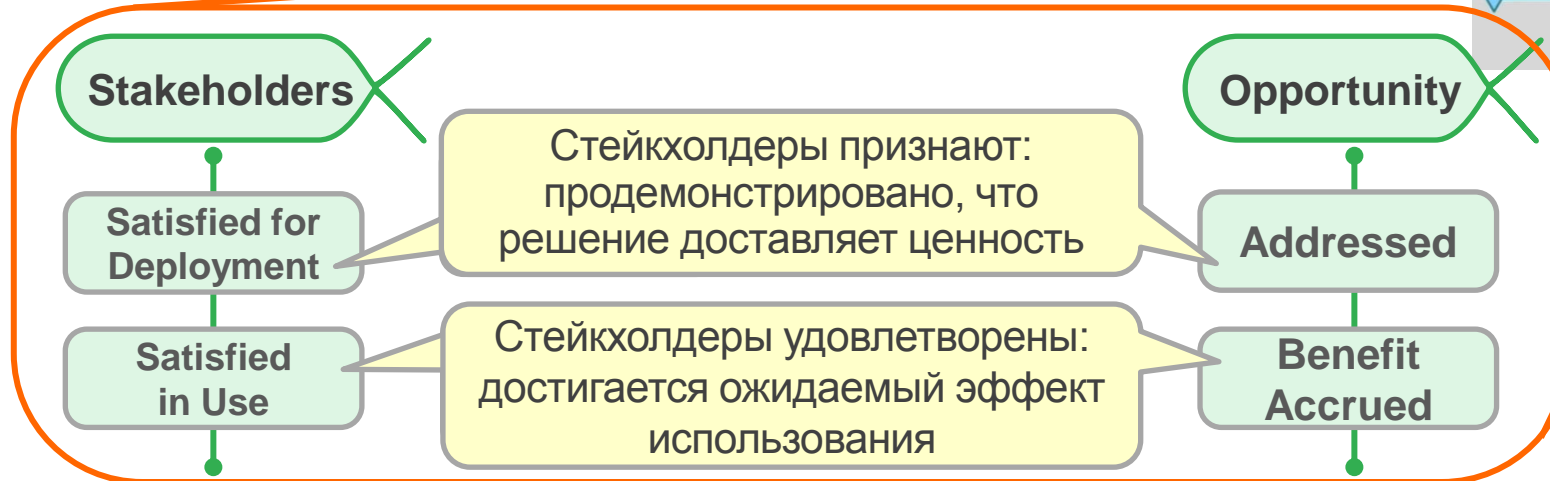 Stakeholders
Opportunity
Стейкхолдеры признают:
продемонстрировано, что
решение доставляет ценность
Satisfied for
Deployment
Addressed
Стейкхолдеры удовлетворены:
достигается ожидаемый эффект
использования
Satisfied
in Use
Benefit
Accrued